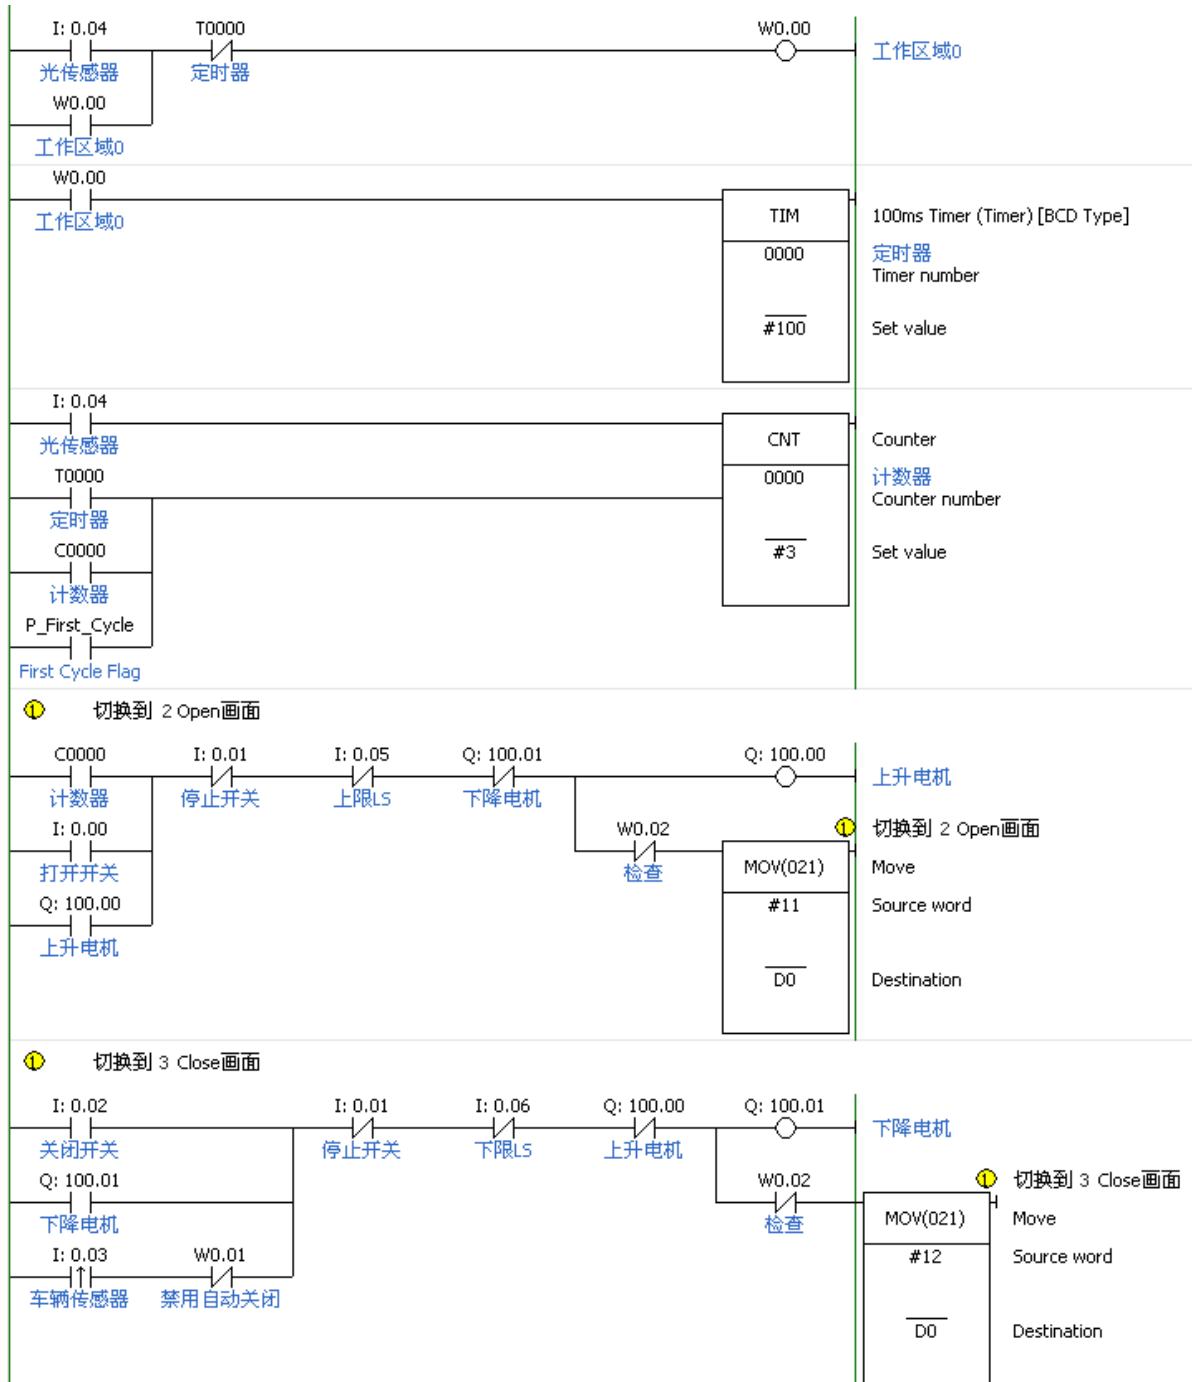 I: 0.04
T0000
W0.00
光传感器
定时器
工作区域0
W0.00
工作区域0
W0.00
工作区域0
TIM
100ms Timer (Timer) [BCD Type]
0000
定时器
Timer number
#100
Set value
I: 0.04
光传感器
CNT
Counter
T0000
定时器
0000
计数器
Counter number
C0000
计数器
#3
Set value
P_First_Cycle
First Cycle Flag
1 切换到 2 Open画面
C0000
I: 0.01
I: 0.05
Q: 100.01
Q: 100.00
计数器
停止开关
上限LS
下降电机
上升电机
I: 0.00
打开开关
W0.02
检查
1 切换到 2 Open画面
MOV(021)
Move
Q: 100.00
上升电机
#11
Source word
D0
Destination
1 切换到 3 Close画面
I: 0.02
I: 0.01
I: 0.06
Q: 100.00
Q: 100.01
关闭开关
停止开关
下限LS
上升电机
下降电机
Q: 100.01
下降电机
W0.02
检查
1 切换到 3 Close画面
MOV(021)
Move
I: 0.03
W0.01
车辆传感器
禁用自动关闭
#12
Source word
D0
Destination